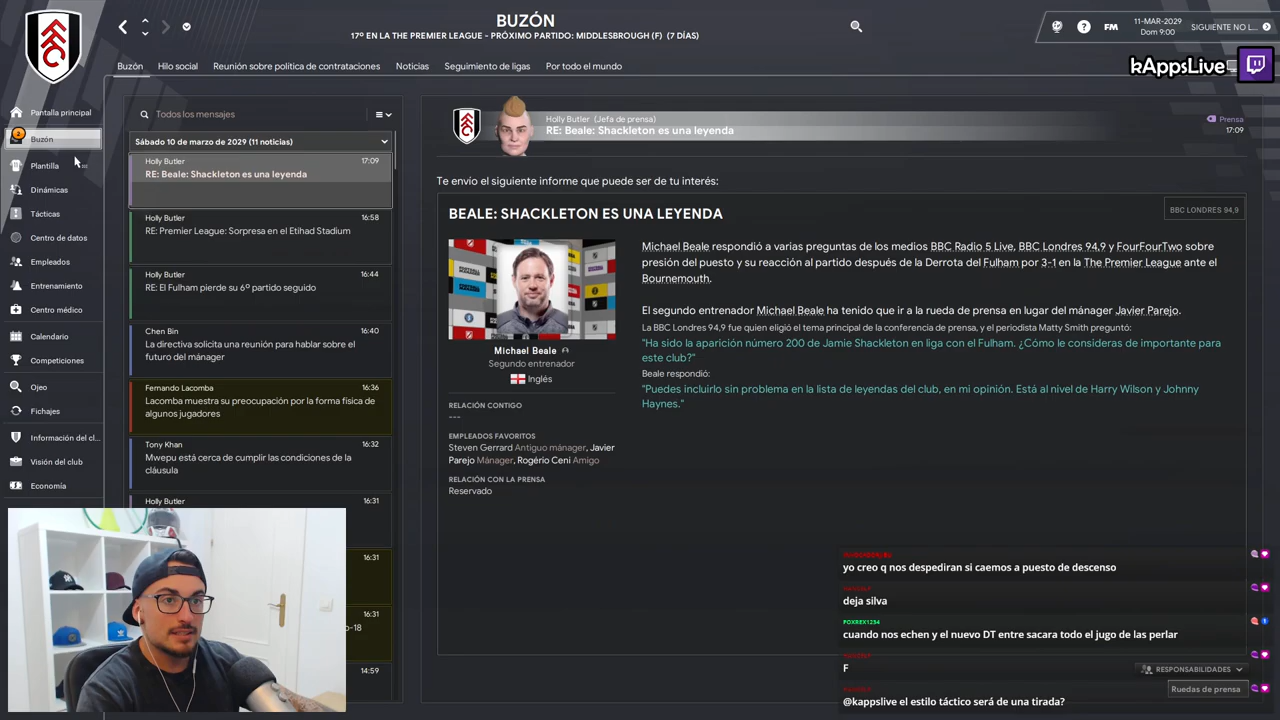 BUZÓN
17º EN LA THE PREMIER LEAGUE - PRÓXIMO PARTIDO: MIDDLESBROUGH (F) (7 DÍAS)
FM
11-MAR-2029
Dom 9:00
SIGUIENTE NO L...
kAppsLive
Buzón
Hilo social
Reunión sobre política de contrataciones
Noticias
Seguimiento de ligas
Por todo el mundo
Pantalla principal
2
Buzón
Plantilla
Dinámicas
Tácticas
Centro de datos
Empleados
Entrenamiento
Centro médico
Calendario
Competiciones
Ojeo
Fichajes
Información del cl...
Visión del club
Economía
Todos los mensajes
Sábado 10 de marzo de 2029 (11 noticias)
Holly Butler 17:09
RE: Beale: Shackleton es una leyenda
Holly Butler 16:58
RE: Premier League: Sorpresa en el Etihad Stadium
Holly Butler 16:44
RE: El Fulham pierde su 6º partido seguido
Chen Bin 16:40
La directiva solicita una reunión para hablar sobre el
futuro del mánager
Fernando Lacomba 16:36
Lacomba muestra su preocupación por la forma física de
algunos jugadores
Tony Khan 16:32
Mwepu está cerca de cumplir las condiciones de la
cláusula
Holly Butler 16:31
16:31
16:31
o-18
14:59
Holly Butler (Jefa de prensa)
RE: Beale: Shackleton es una leyenda
Prensa
17:09
Te envío el siguiente informe que puede ser de tu interés:
BEALE: SHACKLETON ES UNA LEYENDA
BBC LONDRES 94,9
Michael Beale
Segundo entrenador
Inglés
RELACIÓN CONTIGO
---
EMPLEADOS FAVORITOS
Steven Gerrard Antiguo mánager, Javier
Parejo Mánager, Rogério Ceni Amigo
RELACIÓN CON LA PRENSA
Reservado
Michael Beale respondió a varias preguntas de los medios BBC Radio 5 Live, BBC Londres 94,9 y FourFourTwo sobre
presión del puesto y su reacción al partido después de la Derrota del Fulham por 3-1 en la The Premier League ante el
Bournemouth.
El segundo entrenador Michael Beale ha tenido que ir a la rueda de prensa en lugar del mánager Javier Parejo.
La BBC Londres 94,9 fue quien eligió el tema principal de la conferencia de prensa, y el periodista Matty Smith preguntó:
"Ha sido la aparición número 200 de Jamie Shackleton en liga con el Fulham. ¿Cómo le consideras de importante para
este club?"
Beale respondió:
"Puedes incluirlo sin problema en la lista de leyendas del club, en mi opinión. Está al nivel de Harry Wilson y Johnny
Haynes."
yo creo q nos despediran si caemos a puesto de descenso
deja silva
FOXREX1234
cuando nos echen y el nuevo DT entre sacara todo el jugo de las perlar
F
RESPONSABILIDADES
Ruedas de prensa
@kappslive el estilo táctico será de una tirada?